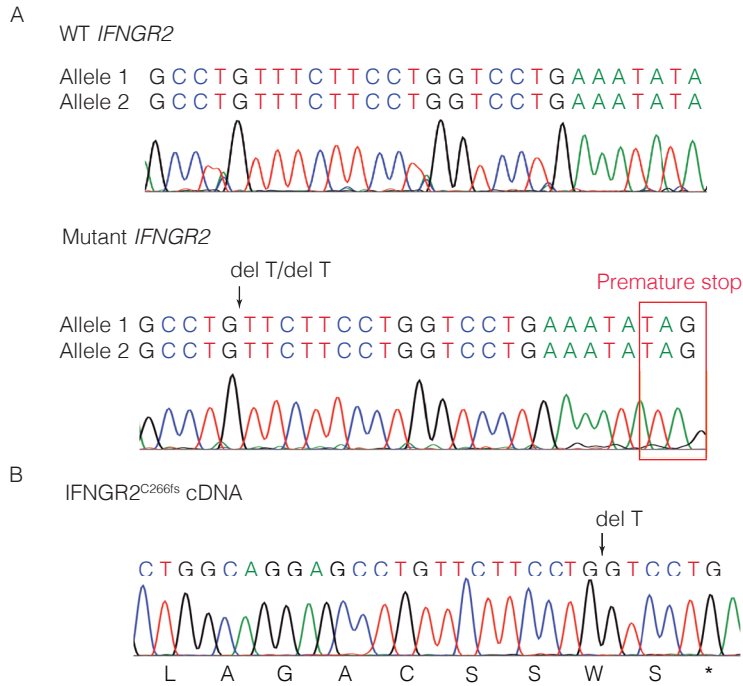 A
WT IFNGR2
Allele 1 G C C T G T T T C T T C C T G G T C C T G A A A T A T A
Allele 2 G C C T G T T T C T T C C T G G T C C T G A A A T A T A
Mutant IFNGR2
del T/del T
Premature stop
Allele 1 G C C T G T T C T T C C T G G T C C T G A A A T A T A G
Allele 2 G C C T G T T C T T C C T G G T C C T G A A A T A T A G
B
IFNGR2C266fs cDNA
del T
C T G G C A G G A G C C T G T T C T T C C T G G T C C T G
L A G A C S S W S *